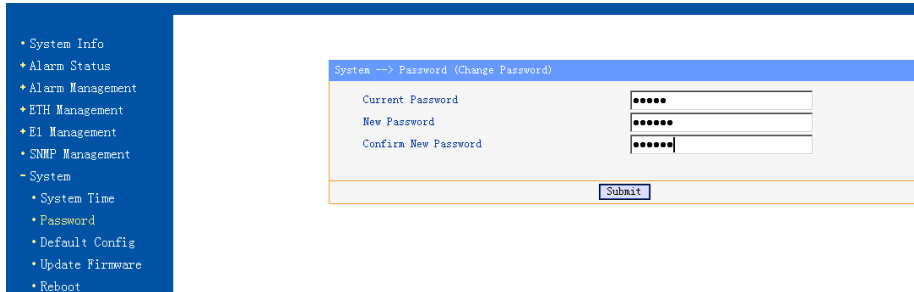 System Info
Alarm Status
Alarm Management
ETH Management
E1 Management
SNMP Management
System
System Time
Password
Default Config
Update Firmware
Reboot
System --> Password (Change Password)
Current Password ●●●●●
New Password ●●●●●●
Confirm New Password ●●●●●●
Submit